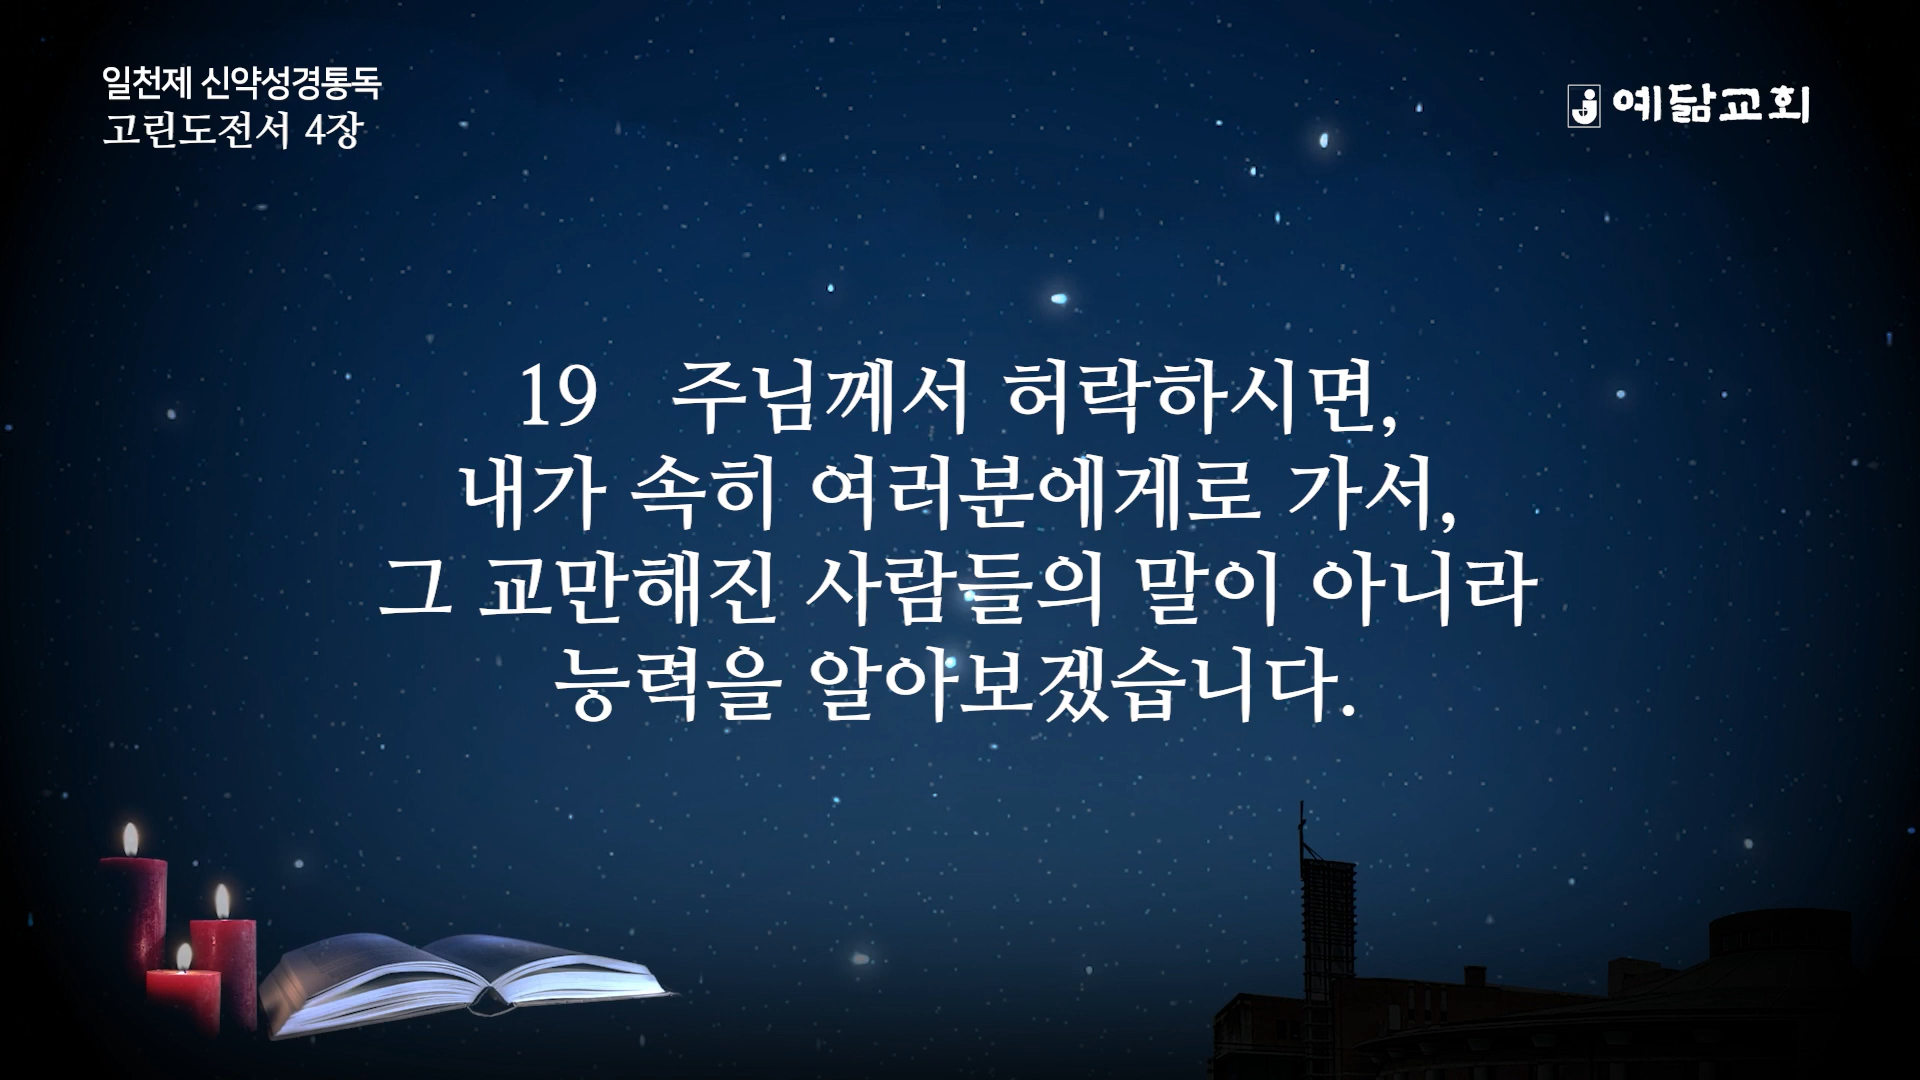 일천제 신약성경통독
고린도전서 4장
예닮교회
19 주님께서 허락하시면,
내가 속히 여러분에게로 가서,
그 교만해진 사람들의 말이 아니라
능력을 알아보겠습니다.